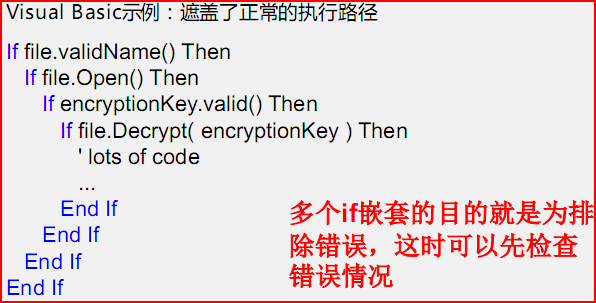 Visual Basic示例：遮盖了正常的执行路径
If file.validName() Then
If file.Open() Then
If encryptionKey.valid() Then
If file.Decrypt( encryptionKey ) Then
' lots of code
...
End If
End If
End If
End If
多个if嵌套的目的就是为排
除错误，这时可以先检查
错误情况